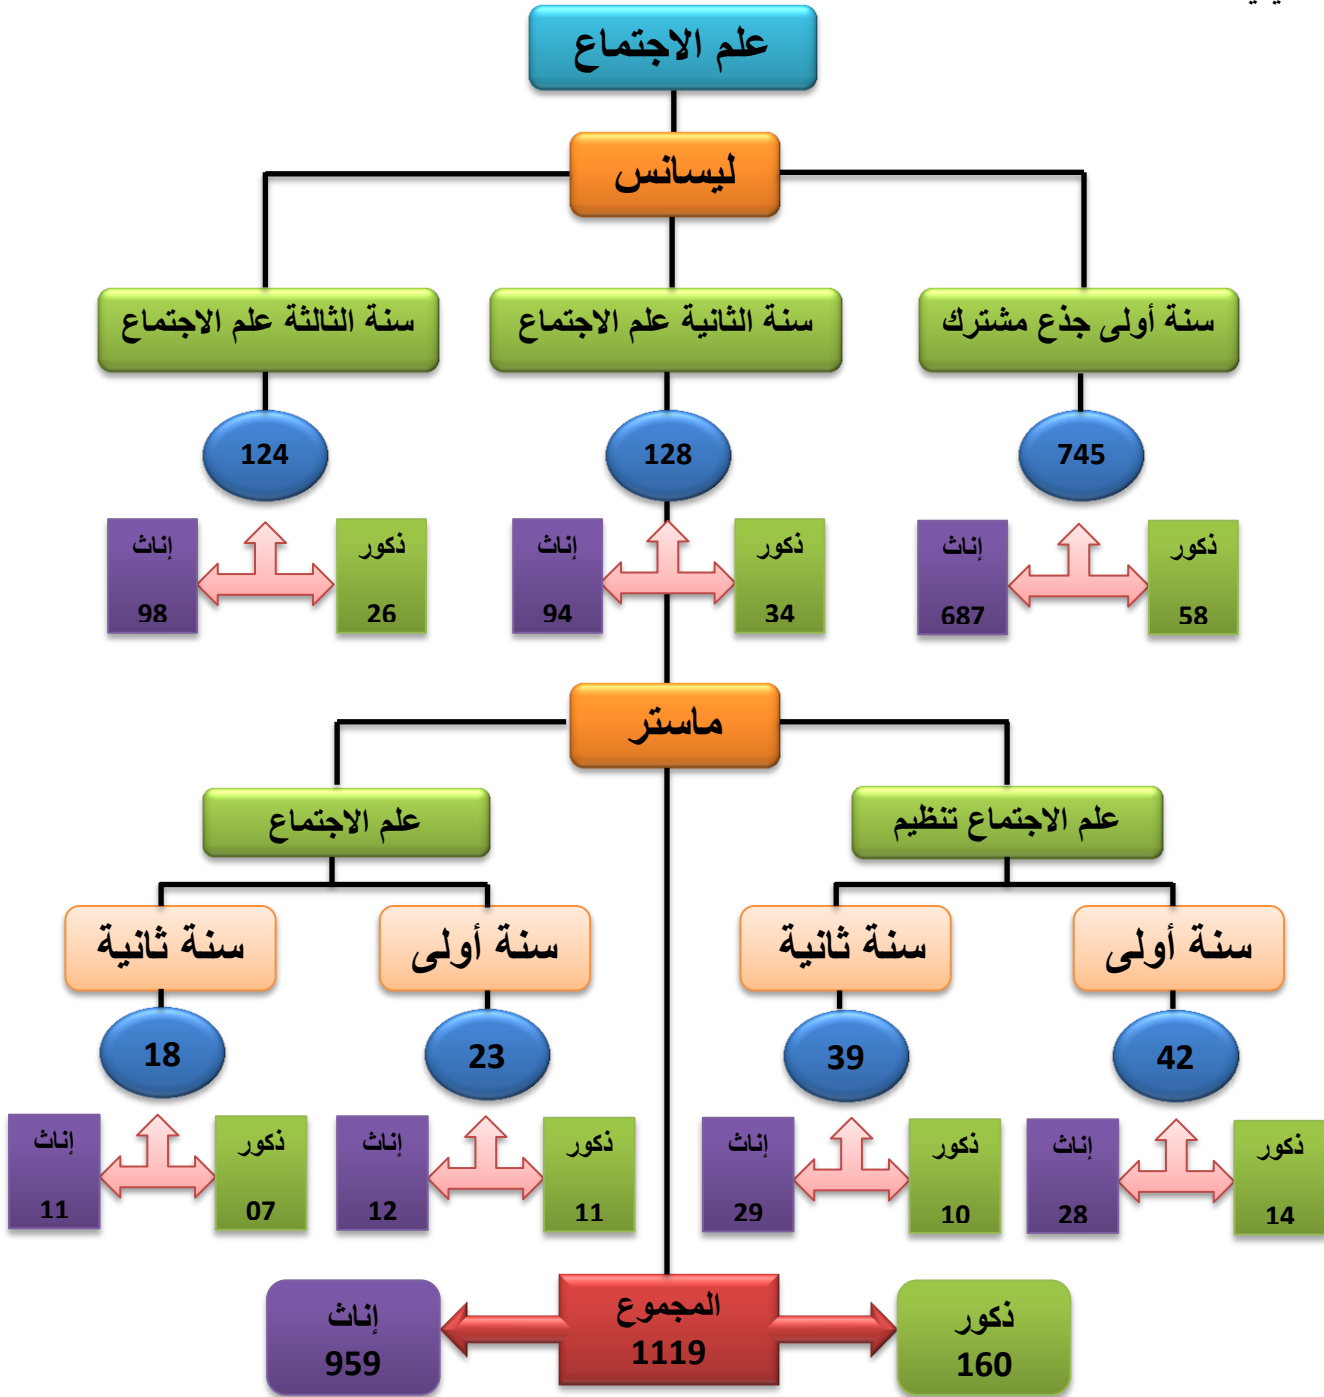 علم الاجتماع
ليسانس
سنة أولى جذع مشترك
سنة الثانية علم الاجتماع
سنة الثالثة علم الاجتماع
745
128
124
ذكور
58
إناث
687
ذكور
34
إناث
94
ذكور
26
إناث
98
ماستر
علم الاجتماع تنظيم
علم الاجتماع
سنة أولى
سنة ثانية
سنة أولى
سنة ثانية
42
39
23
18
ذكور
14
إناث
28
ذكور
10
إناث
29
ذكور
11
إناث
12
ذكور
07
إناث
11
ذكور
160
المجموع
1119
إناث
959